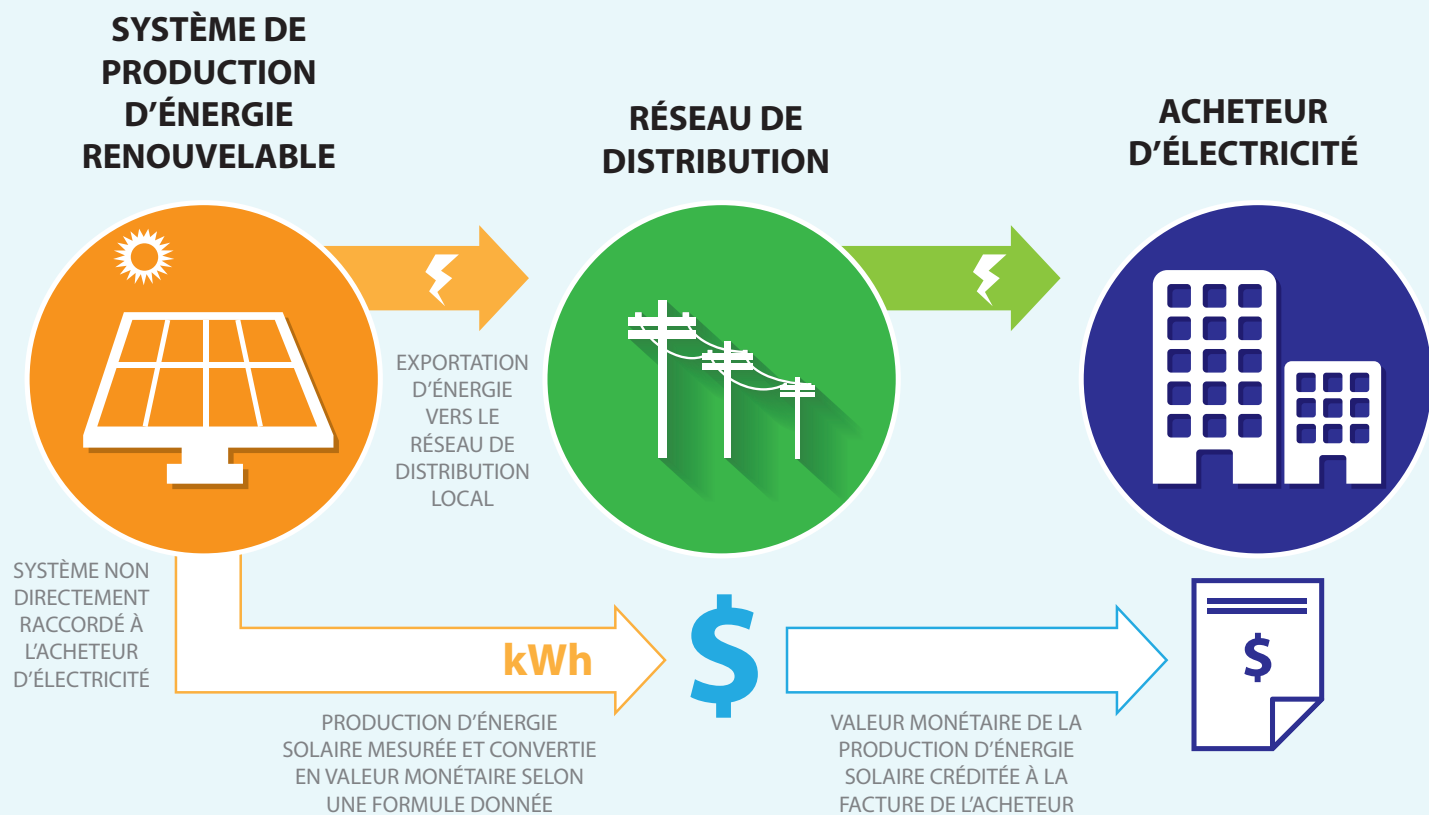 SYSTÈME DE
PRODUCTION
D’ÉNERGIE
RENOUVELABLE
RÉSEAU DE
DISTRIBUTION
ACHETEUR
D’ÉLECTRICITÉ
EXPORTATION
D’ÉNERGIE
VERS LE
RÉSEAU DE
DISTRIBUTION
LOCAL
SYSTÈME NON
DIRECTEMENT
RACCORDÉ À
L’ACHETEUR
D’ÉLECTRICITÉ
kWh
$
$
PRODUCTION D’ÉNERGIE
SOLAIRE MESURÉE ET CONVERTIE
EN VALEUR MONÉTAIRE SELON
UNE FORMULE DONNÉE
VALEUR MONÉTAIRE DE LA
PRODUCTION D’ÉNERGIE
SOLAIRE CRÉDITÉE À LA
FACTURE DE L’ACHETEUR